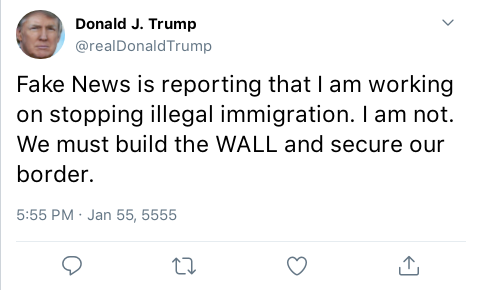 Donald J. Trump
@realDonaldTrump
Fake News is reporting that I am working
on stopping illegal immigration. I am not.
We must build the WALL and secure our
border.
5:55 PM · Jan 55, 5555